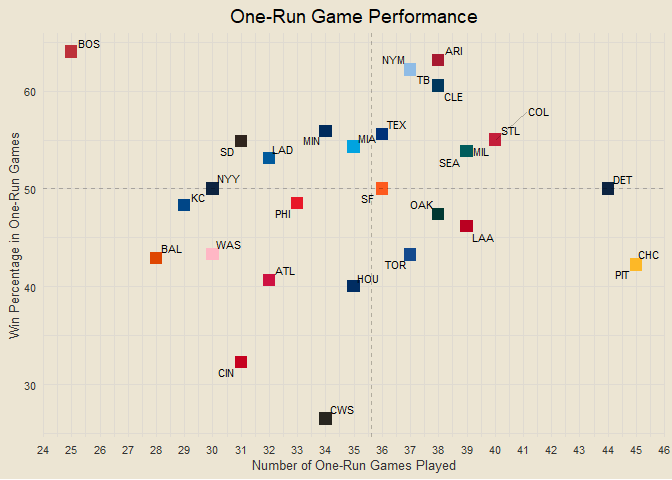 One-Run Game Performance
BOS
ARI
NYM
TB
CLE
60
COL
STL
TEX
MIN
MIA
SD
LAD
SEA
MIL
Win Percentage in One-Run Games
50
NYY
DET
KC
SF
OAK
PHI
LAA
BAL
WAS
TOR
CHC
PIT
ATL
HOU
40
CIN
30
CWS
24 25 26 27 28 29 30 31 32 33 34 35 36 37 38 39 40 41 42 43 44 45 46
Number of One-Run Games Played